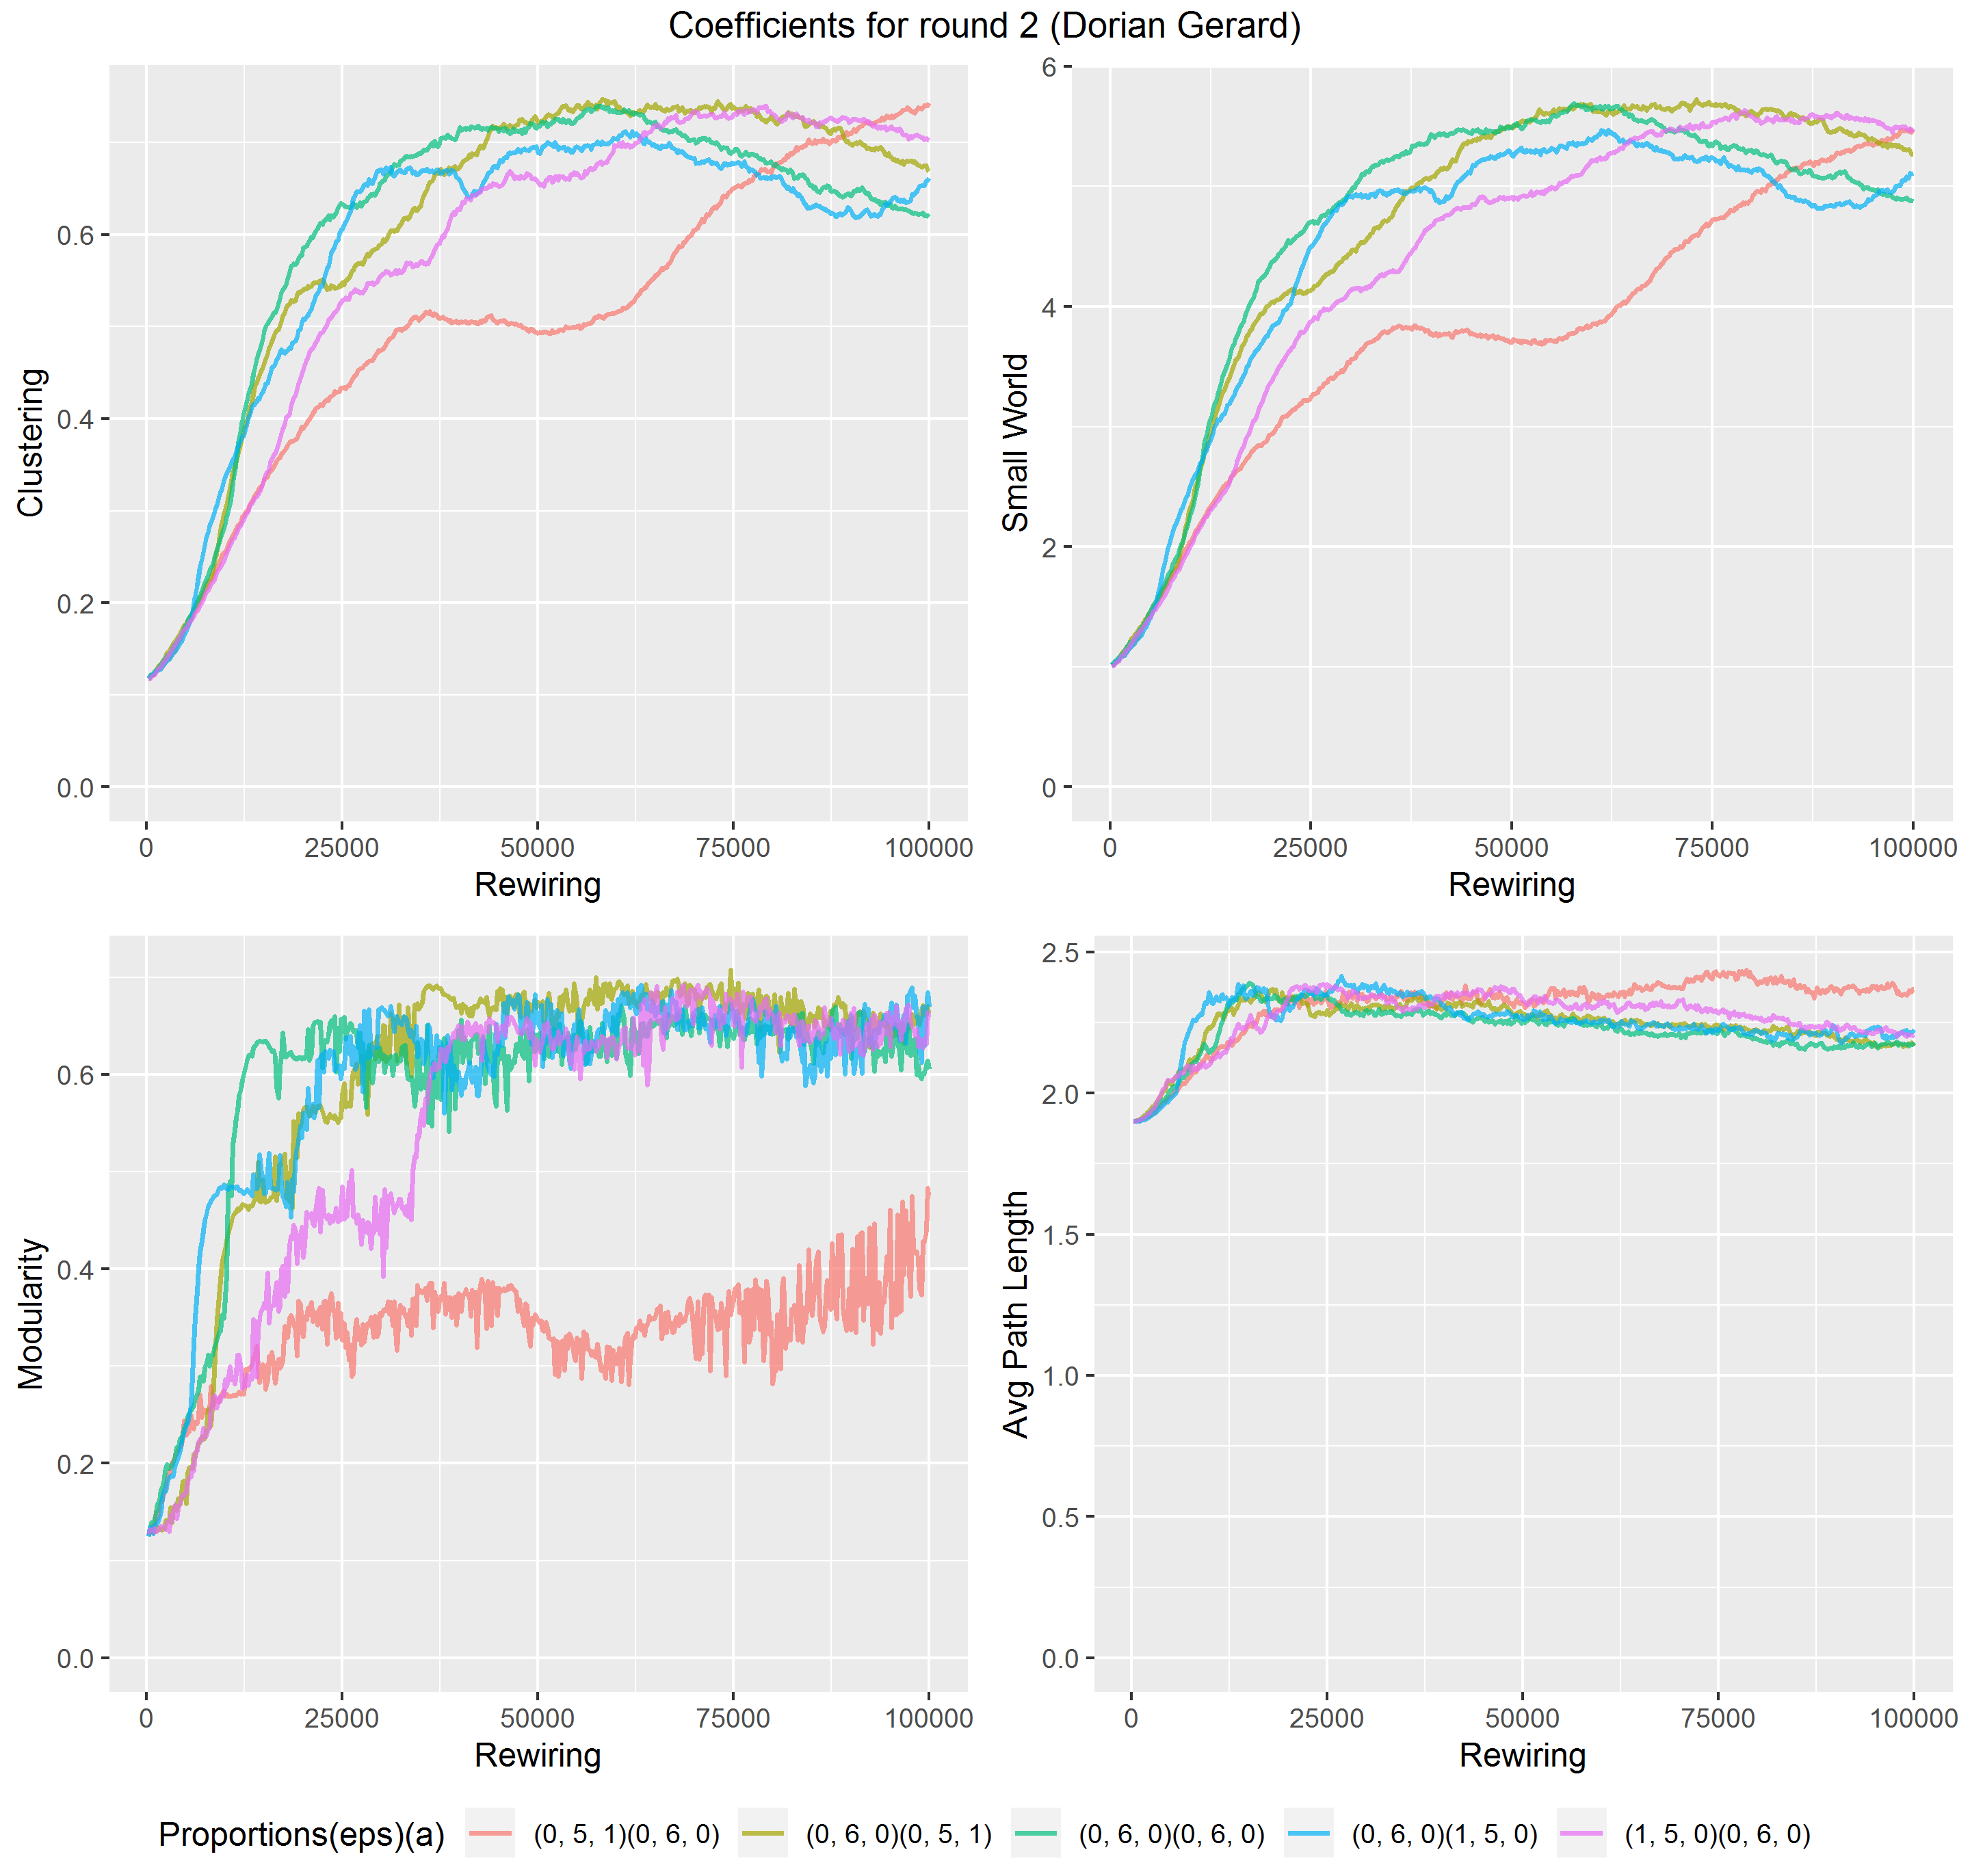 Coefficients for round 2 (Dorian Gerard)
Clustering
0.6
0.4
0.2
0.0
0 25000 50000 75000 100000
Rewiring
Small World
6
4
2
0
0 25000 50000 75000 100000
Rewiring
Modularity
0.6
0.4
0.2
0.0
0 25000 50000 75000 100000
Rewiring
Avg Path Length
2.5
2.0
1.5
1.0
0.5
0.0
0 25000 50000 75000 100000
Rewiring
Proportions(eps)(a) (0, 5, 1)(0, 6, 0) (0, 6, 0)(0, 5, 1) (0, 6, 0)(0, 6, 0) (0, 6, 0)(1, 5, 0) (1, 5, 0)(0, 6, 0)